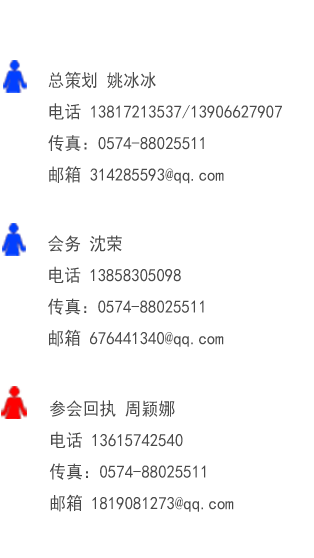 总策划 姚冰冰
电话 13817213537/13906627907
传真：0574-88025511
邮箱 314285593@qq.com
会务 沈荣
电话 13858305098
传真：0574-88025511
邮箱 676441340@qq.com
参会回执 周颖娜
电话 13615742540
传真：0574-88025511
邮箱 1819081273@qq.com